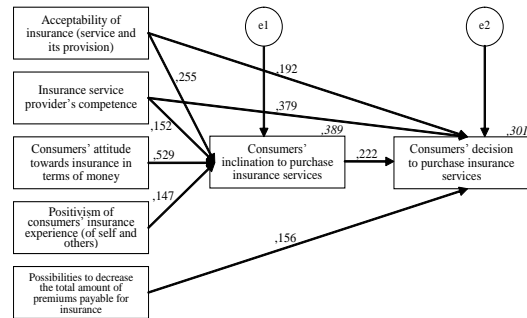 Acceptability of
insurance (service and
its provision)
e1
e2
,255
,192
Insurance service
provider's competence
,379
,152
,389
,301
Consumers' attitude
towards insurance in
terms of money
,529
Consumers'
inclination to purchase
insurance services
,222
Consumers' decision
to purchase insurance
services
Positivism of
consumers' insurance
experience (of self and
others)
,147
,156
Possibilities to decrease
the total amount of
premiums payable for
insurance